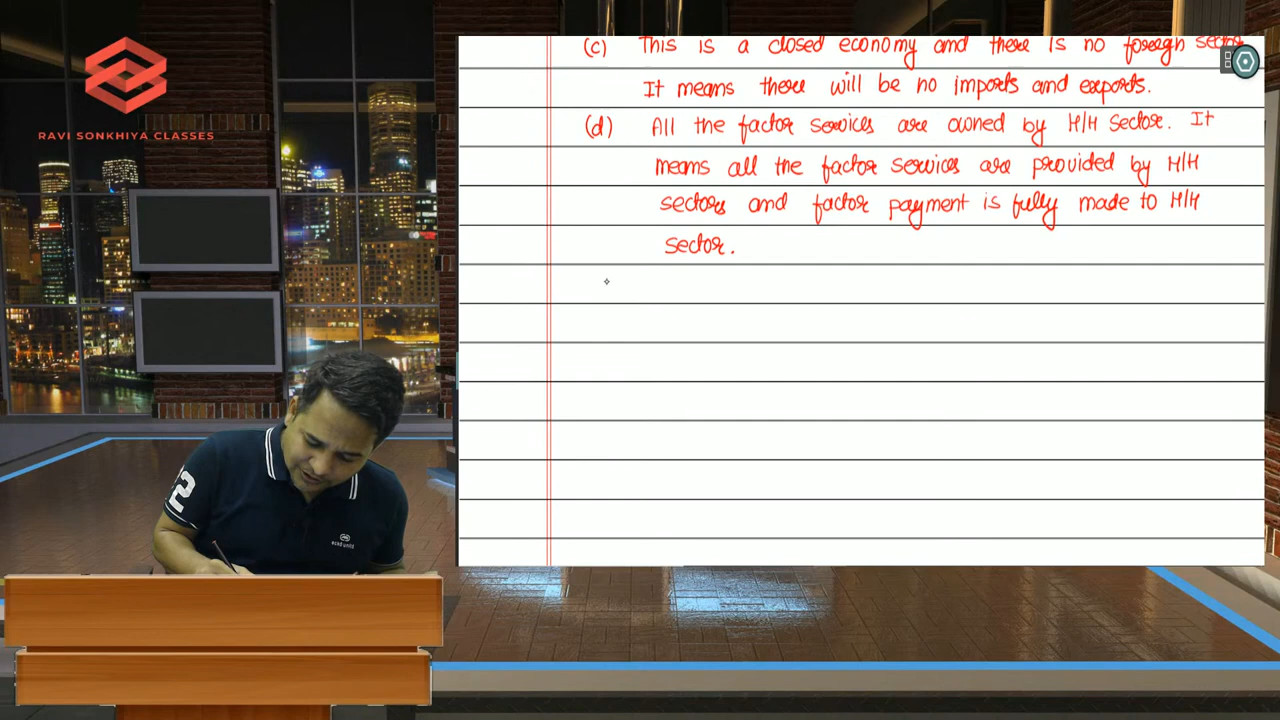 RAVI SONKHIYA CLASSES
(c) This is a closed economy and there is no foreign sector
It means there will be no imports and exports.
(d) All the factor services are owned by H/H Sector. It
means all the factor services are provided by H/H
sectors and factor payment is fully made to H/H
sector.
2